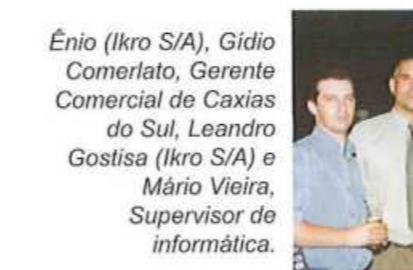 Ênio (Ikro S/A), Gídio
Comerlato, Gerente
Comercial de Caxias
do Sul, Leandro
Gostisa (Ikro S/A) e
Mário Vieira,
Supervisor de
informática.